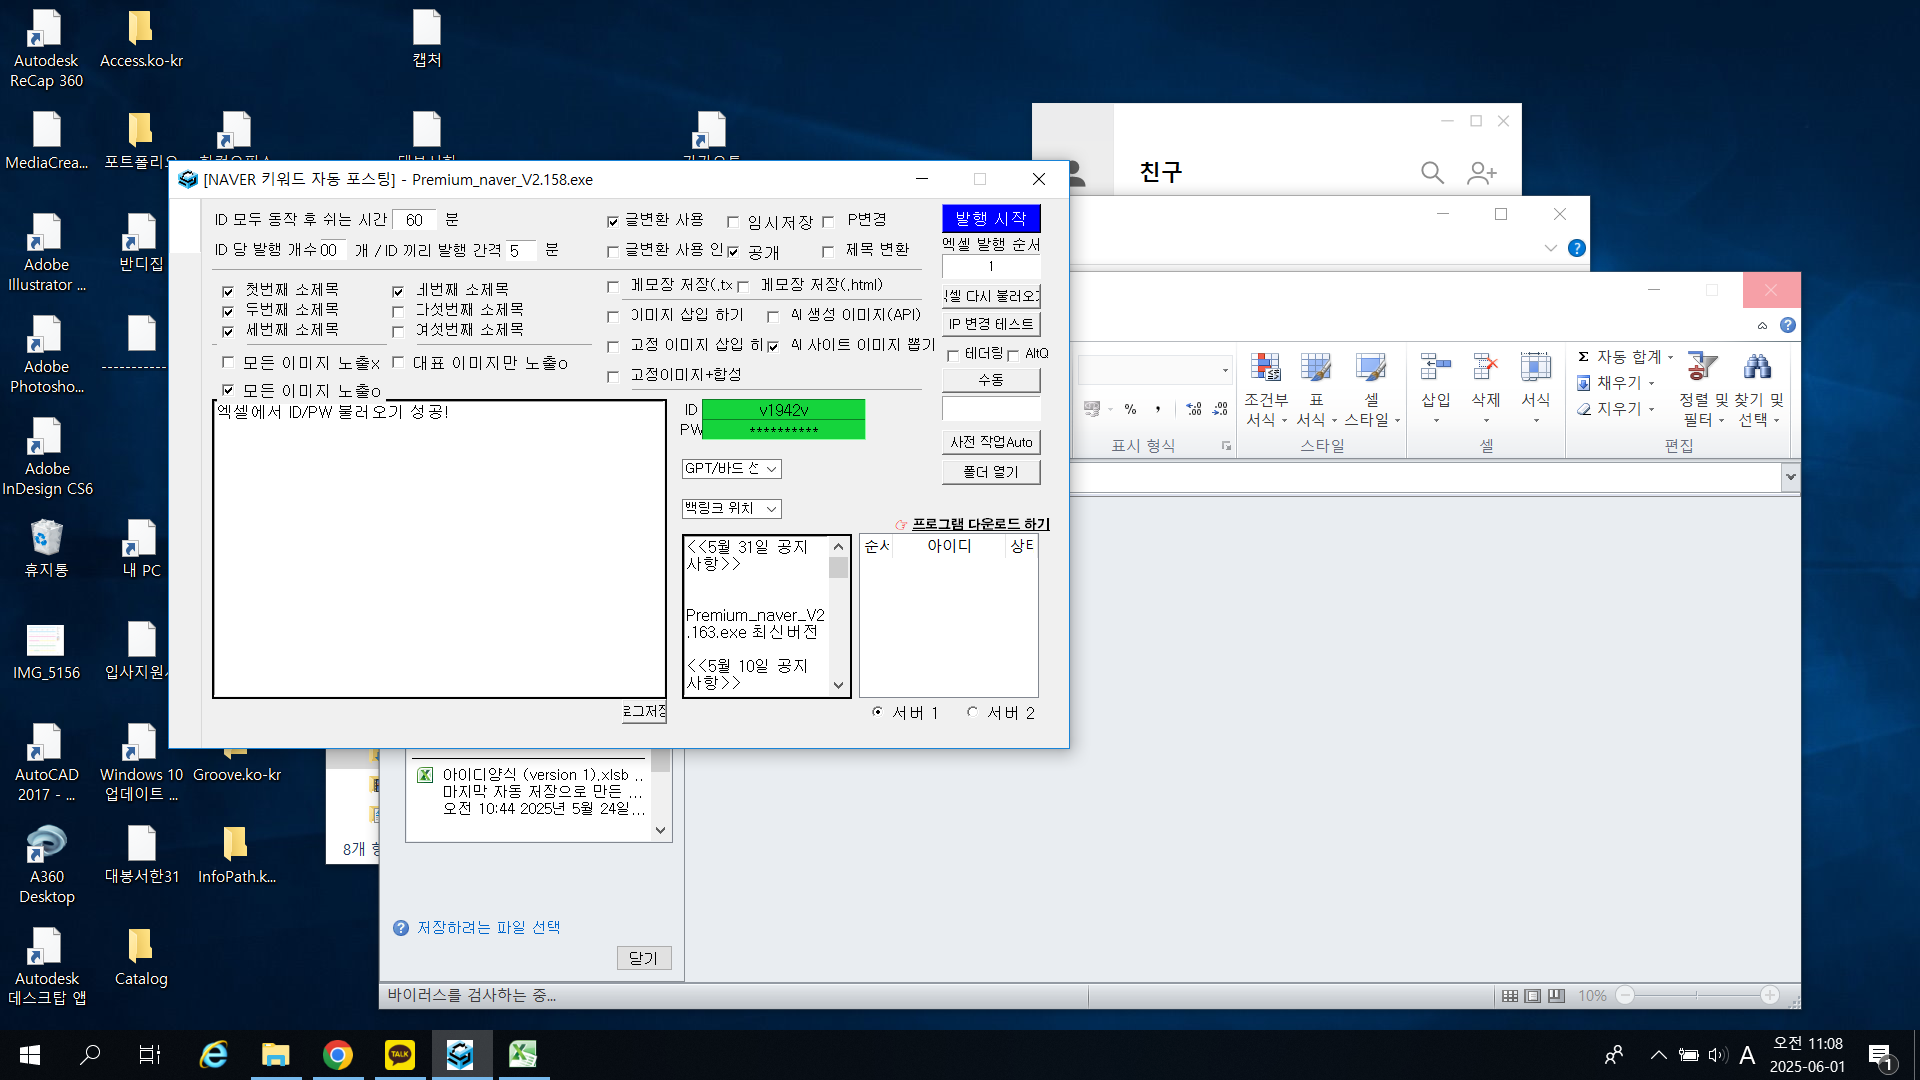 Autodesk
ReCap 360
Access.ko-kr
캡처
MediaCrea...
포트폴리오
Adobe
Illustrator ...
반디집
Adobe
Photosho...
Adobe
InDesign CS6
휴지통
내 PC
IMG_5156
AutoCAD
2017 - ...
Windows 10
업데이트 ...
Groove.ko-kr
A360
Desktop
대봉서한31
InfoPath.k...
Autodesk
데스크탑 앱
Catalog
친구
[NAVER 키워드 자동 포스팅] - Premium_naver_V2.158.exe
ID 모두 동작 후 쉬는 시간 60 분
ID 당 발행 개수 00 개 / ID 끼리 발행 간격 5 분
글변환 사용 임시저장 P변경
글변환 사용 인 공개 제목 변환
첫번째 소제목 네번째 소제목
두번째 소제목 다섯번째 소제목
세번째 소제목 여섯번째 소제목
모든 이미지 노출x 대표 이미지만 노출o
모든 이미지 노출o
메모장 저장(.tx 메모장 저장(.html)
이미지 삽입 하기 AI 생성 이미지(API)
고정 이미지 삽입 히 AI 사이트 이미지 뽑기
고정이미지+합성
발행 시작
엑셀 발행 순서
1
셀 다시 불러오
IP 변경 테스트
테더링 AltQ
수동
사전 작업Auto
폴더 열기
엑셀에서 ID/PW 불러오기 성공!
ID v1942v
PW **********
GPT/바드 선
백링크 위치
☞ 프로그램 다운로드 하기
<<5월 31일 공지
사항>>
Premium_naver_V2
.163.exe 최신버전
<<5월 10일 공지
사항>>
순서 아이디 상태
로그저장
서버 1 서버 2
자동 합계
채우기
지우기
조건부
서식
표
서식
셀
스타일
삽입
삭제
서식
정렬 및
필터
찾기 및
선택
%
표시 형식
스타일
셀
편집
아이디양식 (version 1).xlsb ..
마지막 자동 저장으로 만든 ...
오전 10:44 2025년 5월 24일...
8개 항
저장하려는 파일 선택
닫기
바이러스를 검사하는 중...
10%
TALK
A
오전 11:08
2025-06-01
1